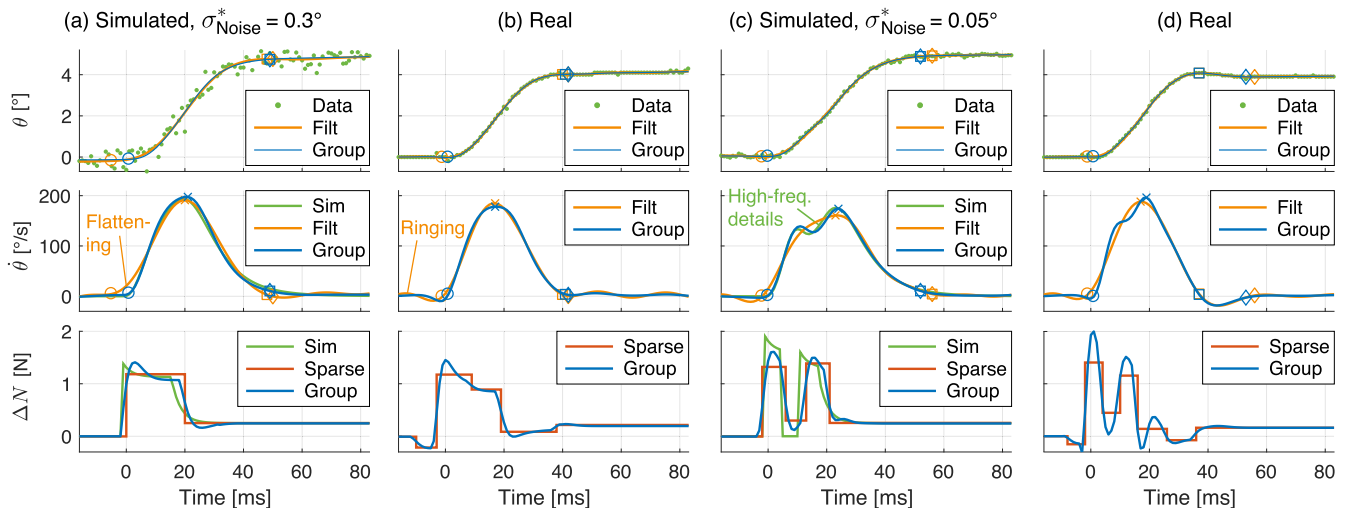 (a) Simulated, σ*Noise = 0.3°
(b) Real
(c) Simulated, σ*Noise = 0.05°
(d) Real
θ [°]
4
2
0
Data
Filt
Group
Data
Filt
Group
Data
Filt
Group
Data
Filt
Group
θ̇ [°/s]
200
100
0
Flatten-
ing
Sim
Filt
Group
Ringing
Filt
Group
High-freq.
details
Sim
Filt
Group
Filt
Group
ΔN [N]
2
1
0
Sim
Sparse
Group
Sparse
Group
Sim
Sparse
Group
Sparse
Group
0 20 40 60 80
0 20 40 60 80
0 20 40 60 80
0 20 40 60 80
Time [ms]
Time [ms]
Time [ms]
Time [ms]